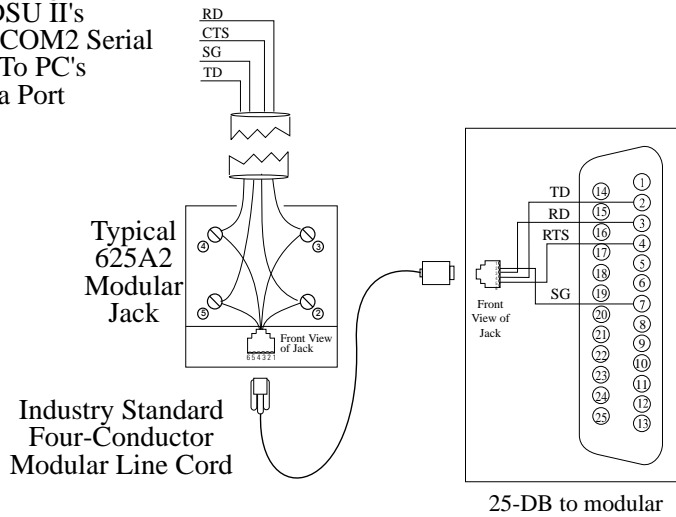 DSU II's
COM2 Serial
To PC's
a Port
RD
CTS
SG
TD
Typical
625A2
Modular
Jack
4
3
5
2
Front View
of Jack
6 5 4 3 2 1
Industry Standard
Four-Conductor
Modular Line Cord
Front
View of
Jack
TD
RD
RTS
SG
14
15
16
17
18
19
20
21
22
23
24
25
1
2
3
4
5
6
7
8
9
10
11
12
13
25-DB to modular